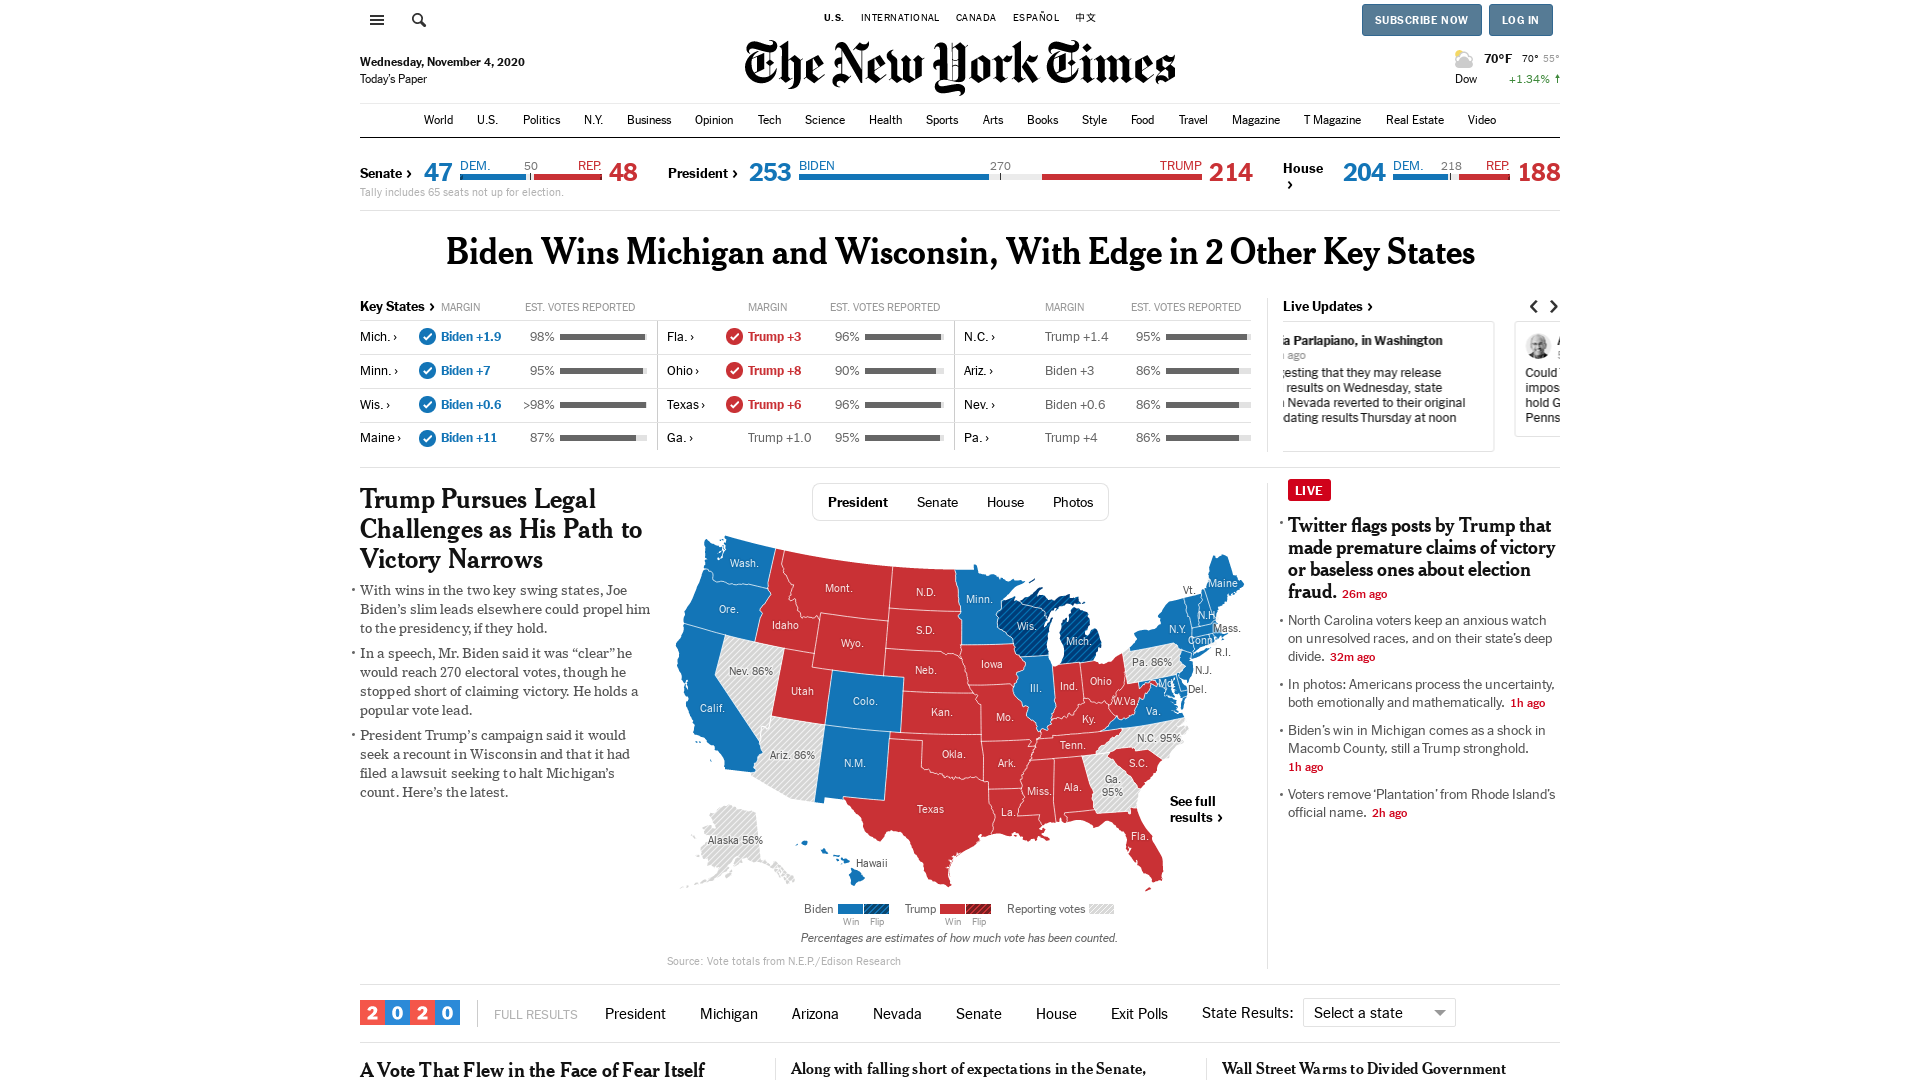 U.S. INTERNATIONAL CANADA ESPAÑOL 中文
SUBSCRIBE NOW LOG IN
Wednesday, November 4, 2020
Today's Paper
The New York Times
70°F 70° 55°
Dow +1.34% ↑
World U.S. Politics N.Y. Business Opinion Tech Science Health Sports Arts Books Style Food Travel Magazine T Magazine Real Estate Video
Senate › 47 DEM. 50 REP. 48
Tally includes 65 seats not up for election.
President › 253 BIDEN 270 TRUMP 214
House › 204 DEM. 218 REP. 188
Biden Wins Michigan and Wisconsin, With Edge in 2 Other Key States
Key States › MARGIN EST. VOTES REPORTED MARGIN EST. VOTES REPORTED MARGIN EST. VOTES REPORTED
Mich. › Biden +1.9 98% Fla. › Trump +3 96% N.C. › Trump +1.4 95%
Minn. › Biden +7 95% Ohio › Trump +8 90% Ariz. › Biden +3 86%
Wis. › Biden +0.6 >98% Texas › Trump +6 96% Nev. › Biden +0.6 86%
Maine › Biden +11 87% Ga. › Trump +1.0 95% Pa. › Trump +4 86%
Live Updates ›
Parlapiano, in Washington
ago
esting that they may release
results on Wednesday, state
Nevada reverted to their original
dating results Thursday at noon
Could
impos
hold G
Penns
Trump Pursues Legal
Challenges as His Path to
Victory Narrows
• With wins in the two key swing states, Joe
Biden's slim leads elsewhere could propel him
to the presidency, if they hold.
• In a speech, Mr. Biden said it was “clear” he
would reach 270 electoral votes, though he
stopped short of claiming victory. He holds a
popular vote lead.
• President Trump's campaign said it would
seek a recount in Wisconsin and that it had
filed a lawsuit seeking to halt Michigan's
count. Here's the latest.
President Senate House Photos
Wash.
Mont.
N.D.
Minn.
Vt.
Maine
Ore.
Idaho
S.D.
Wis.
Mich.
N.Y.
N.H.
Mass.
Conn.
R.I.
Wyo.
Nev. 86%
Neb.
Iowa
Pa. 86%
N.J.
Utah
Ill.
Ind.
Ohio
Md.
Del.
Calif.
Colo.
Kan.
Mo.
Ky.
W.Va.
Va.
Ariz. 86%
N.M.
Okla.
Ark.
Tenn.
N.C. 95%
S.C.
Texas
La.
Miss.
Ala.
Ga.
95%
Fla.
Alaska 56%
Hawaii
See full
results ›
Biden Trump Reporting votes
Win Flip Win Flip
Percentages are estimates of how much vote has been counted.
Source: Vote totals from N.E.P./Edison Research
LIVE
• Twitter flags posts by Trump that
made premature claims of victory
or baseless ones about election
fraud. 26m ago
• North Carolina voters keep an anxious watch
on unresolved races, and on their state's deep
divide. 32m ago
• In photos: Americans process the uncertainty,
both emotionally and mathematically. 1h ago
• Biden's win in Michigan comes as a shock in
Macomb County, still a Trump stronghold.
1h ago
• Voters remove ‘Plantation’ from Rhode Island's
official name. 2h ago
2020 FULL RESULTS President Michigan Arizona Nevada Senate House Exit Polls State Results: Select a state
A Vote That Flew in the Face of Fear Itself
Along with falling short of expectations in the Senate,
Wall Street Warms to Divided Government